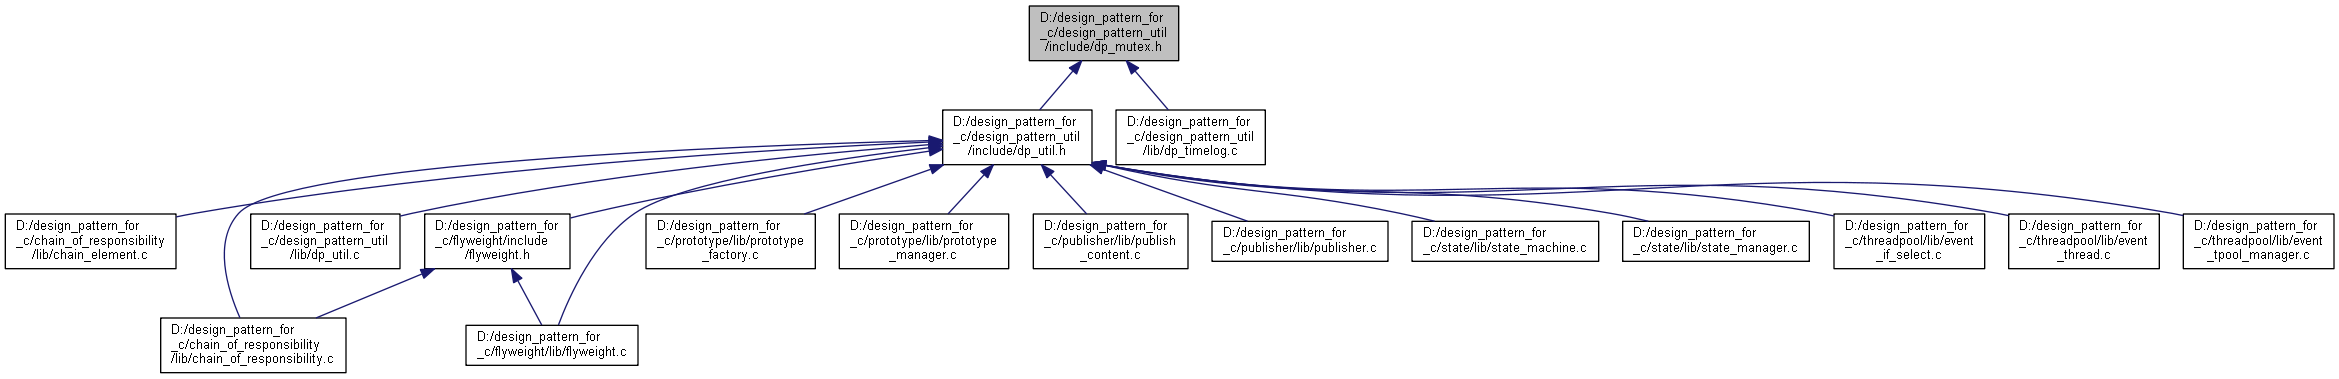 D:/design_pattern_for
_c/design_pattern_util
/include/dp_mutex.h
D:/design_pattern_for
_c/design_pattern_util
/include/dp_util.h
D:/design_pattern_for
_c/design_pattern_util
/lib/dp_timelog.c
D:/design_pattern_for
_c/chain_of_responsibility
/lib/chain_element.c
D:/design_pattern_for
_c/design_pattern_util
/lib/dp_util.c
D:/design_pattern_for
_c/flyweight/include
/flyweight.h
D:/design_pattern_for
_c/prototype/lib/prototype
_factory.c
D:/design_pattern_for
_c/prototype/lib/prototype
_manager.c
D:/design_pattern_for
_c/publisher/lib/publish
_content.c
D:/design_pattern_for
_c/publisher/lib/publisher.c
D:/design_pattern_for
_c/state/lib/state_machine.c
D:/design_pattern_for
_c/state/lib/state_manager.c
D:/design_pattern_for
_c/threadpool/lib/event
_if_select.c
D:/design_pattern_for
_c/threadpool/lib/event
_thread.c
D:/design_pattern_for
_c/threadpool/lib/event
_tpool_manager.c
D:/design_pattern_for
_c/chain_of_responsibility
/lib/chain_of_responsibility.c
D:/design_pattern_for
_c/flyweight/lib/flyweight.c